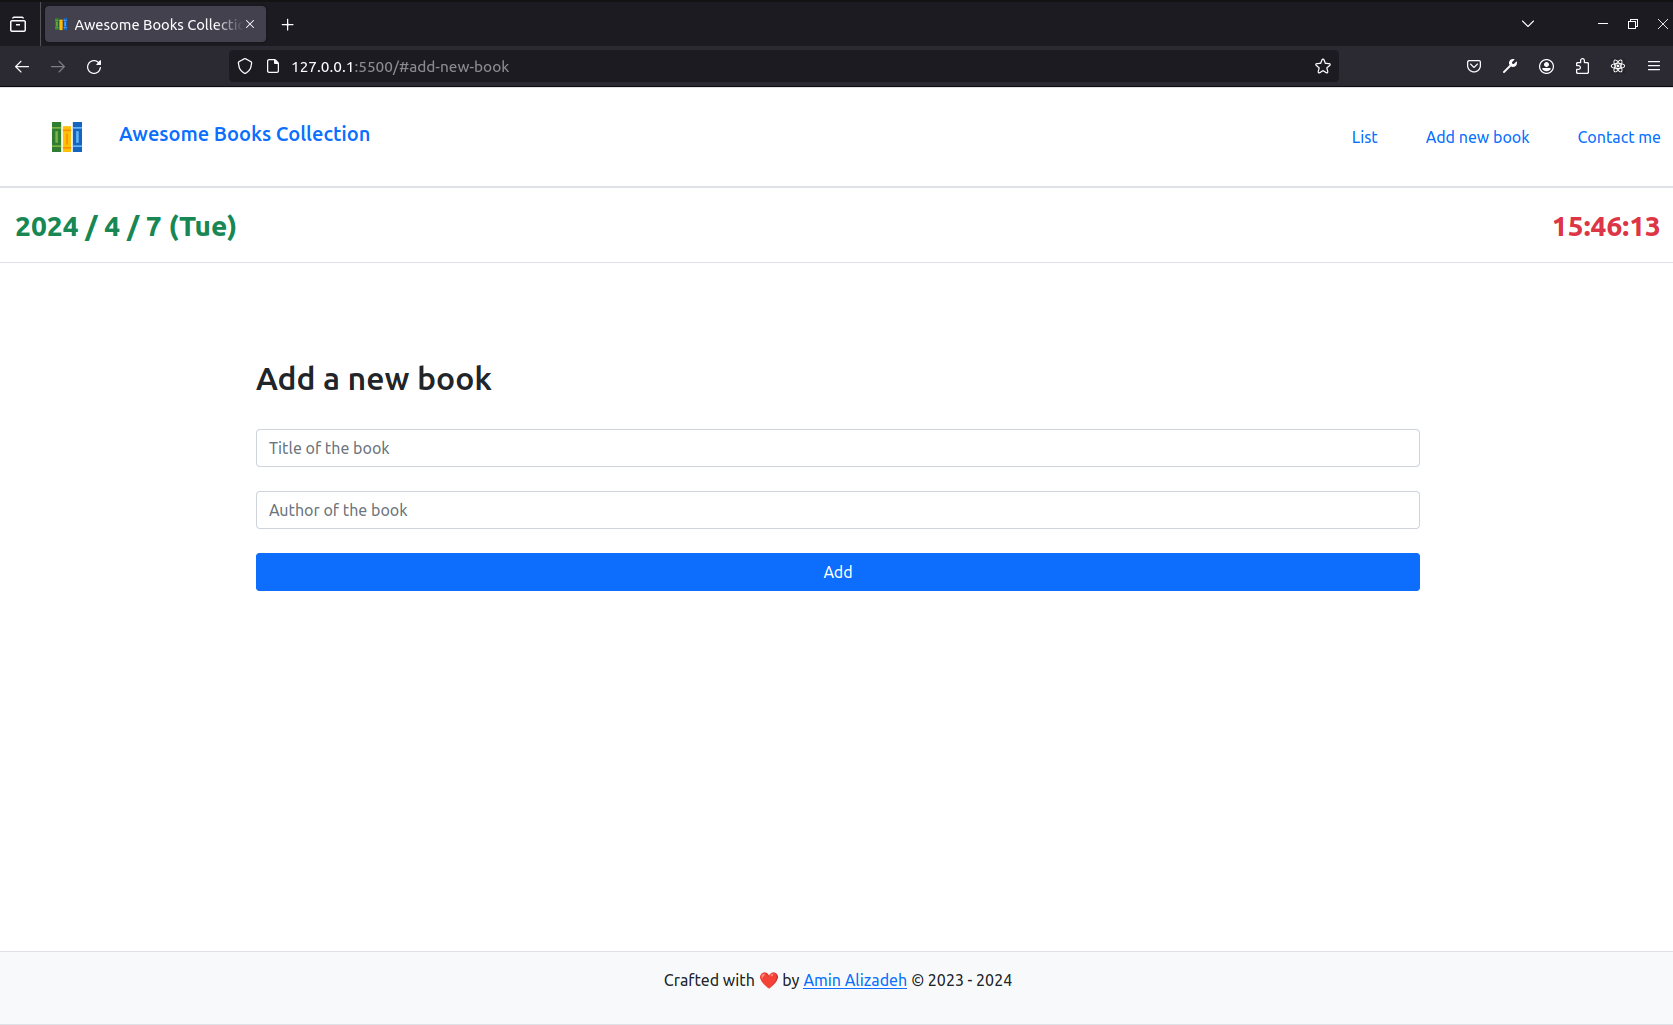 Awesome Books Collectio
127.0.0.1:5500/#add-new-book
Awesome Books Collection
List
Add new book
Contact me
2024 / 4 / 7 (Tue)
15:46:13
Add a new book
Title of the book
Author of the book
Add
Crafted with ❤️ by Amin Alizadeh © 2023 - 2024